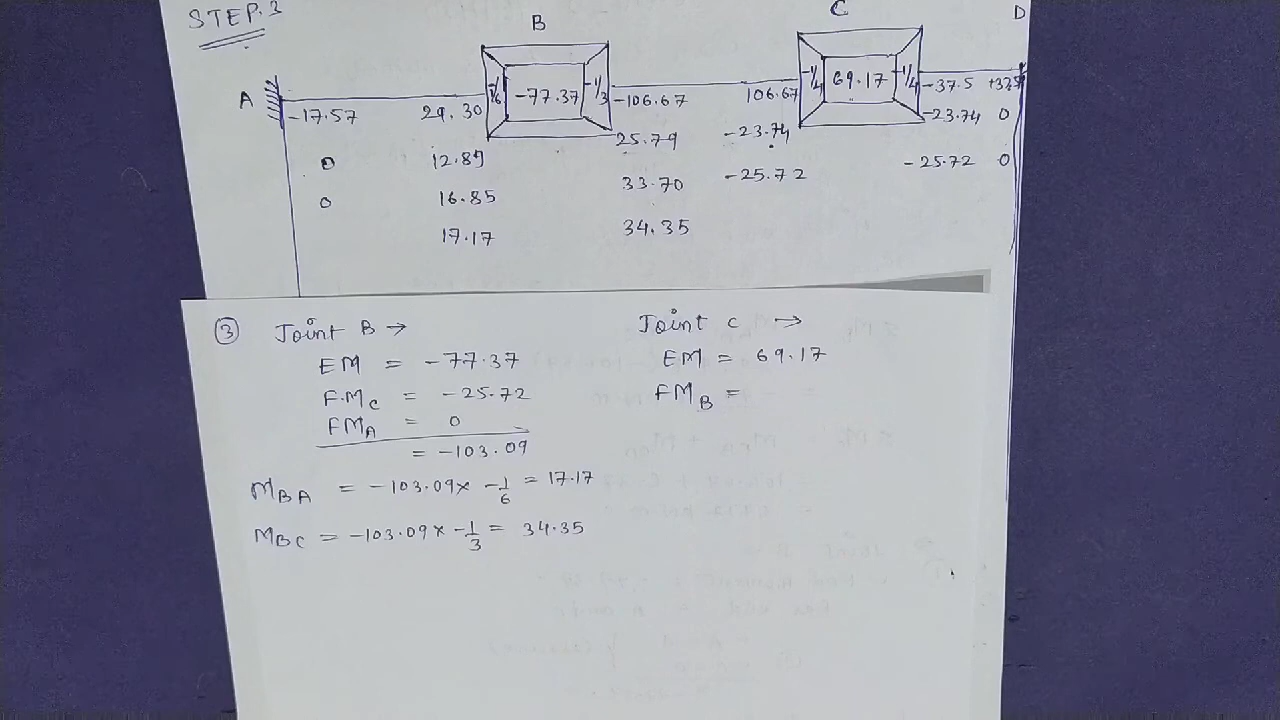 STEP.3
B
C
D
A
-1/6 -77.37 -1/3
-1/4 69.17 -1/4
-17.57 29.30 -106.67 106.67 -37.5
25.79 -23.74 -23.74 0
0 12.89 33.70 -25.72 -25.72 0
0 16.85 34.35
17.17
③ Joint B →
EM = -77.37
F.MC = -25.72
FMA = 0
= -103.09
MBA = -103.09x -1/6 = 17.17
MBC = -103.09x -1/3 = 34.35
Joint C →
EM = 69.17
FMB =